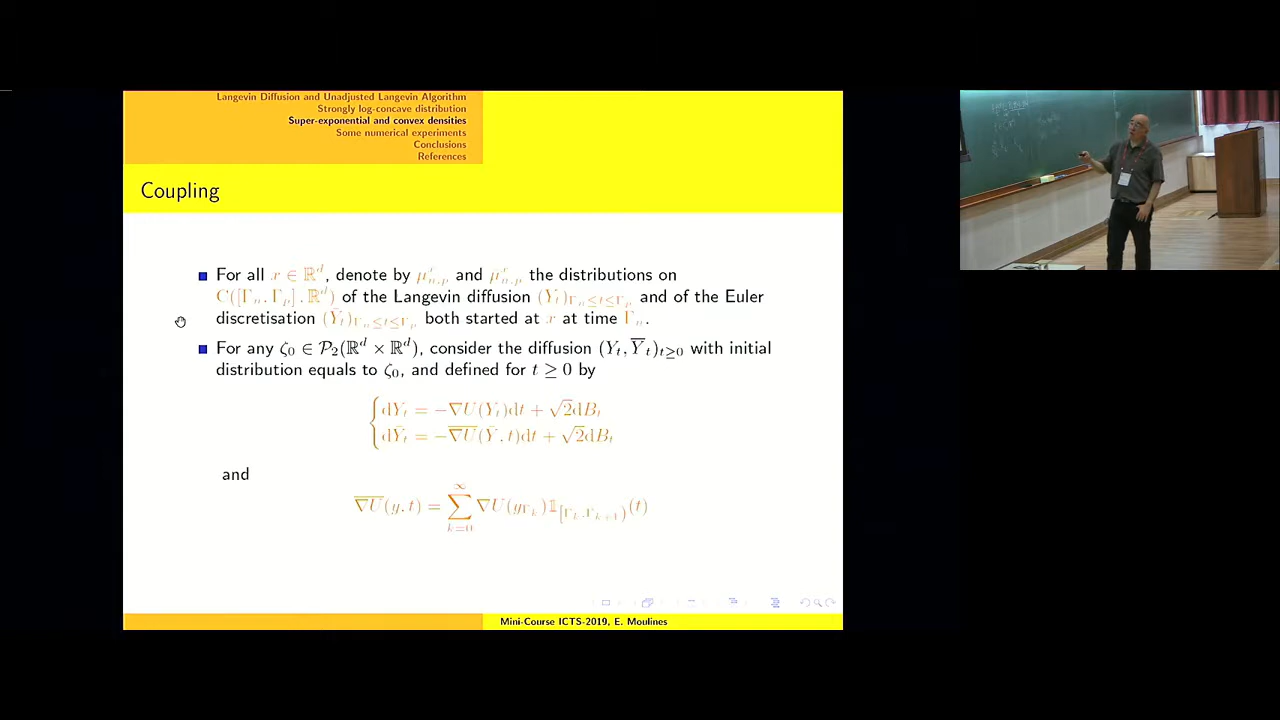 Langevin Diffusion and Unadjusted Langevin Algorithm
Strongly log-concave distribution
Super-exponential and convex densities
Some numerical experiments
Conclusions
References
Coupling
For all x ∈ ℝ^d, denote by μ^x_{n,p} and μ̄^x_{n,p} the distributions on
C([Γ_n, Γ_p], ℝ^d) of the Langevin diffusion (Y_t)_{Γ_n≤t≤Γ_p} and of the Euler
discretisation (Ȳ_t)_{Γ_n≤t≤Γ_p} both started at x at time Γ_n.
For any ζ_0 ∈ 𝒫_2(ℝ^d × ℝ^d), consider the diffusion (Y_t, Ȳ_t)_{t≥0} with initial
distribution equals to ζ_0, and defined for t ≥ 0 by
dY_t = −∇U(Y_t)dt + √2dB_t
dȲ_t = −\overline{∇U}(Ȳ, t)dt + √2dB_t
and
\overline{∇U}(y, t) = ∑_{k=0}^{∞} ∇U(y_{Γ_k})𝟙_{[Γ_k,Γ_{k+1})}(t)
Mini-Course ICTS-2019, E. Moulines